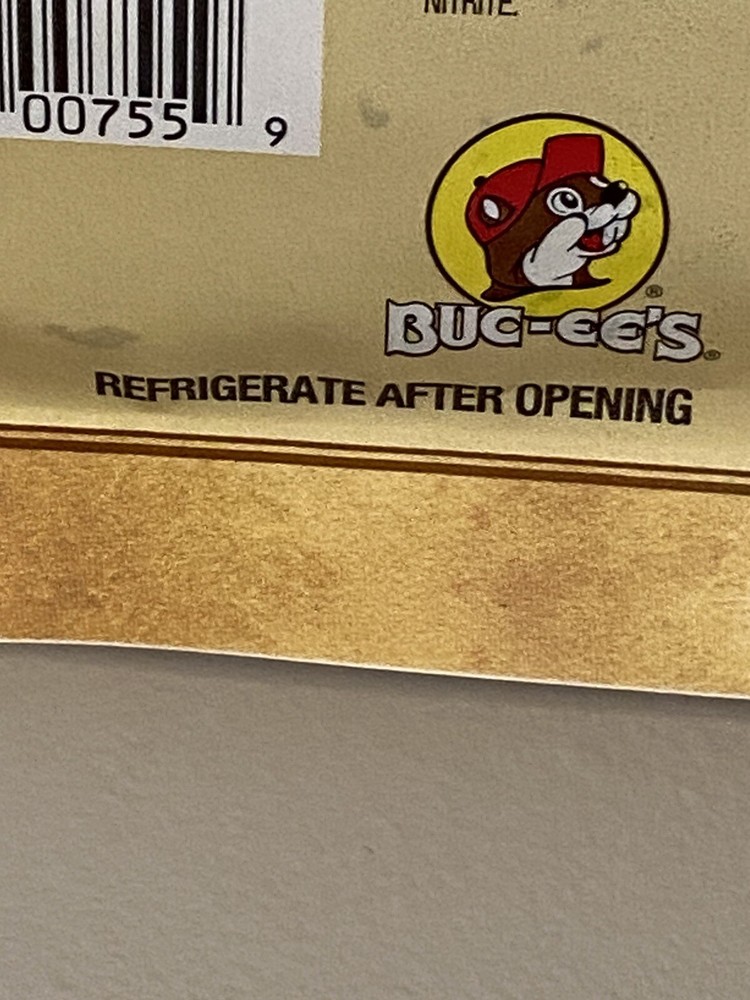 NITRITE.
00755 9
BUC-EE'S®
REFRIGERATE AFTER OPENING